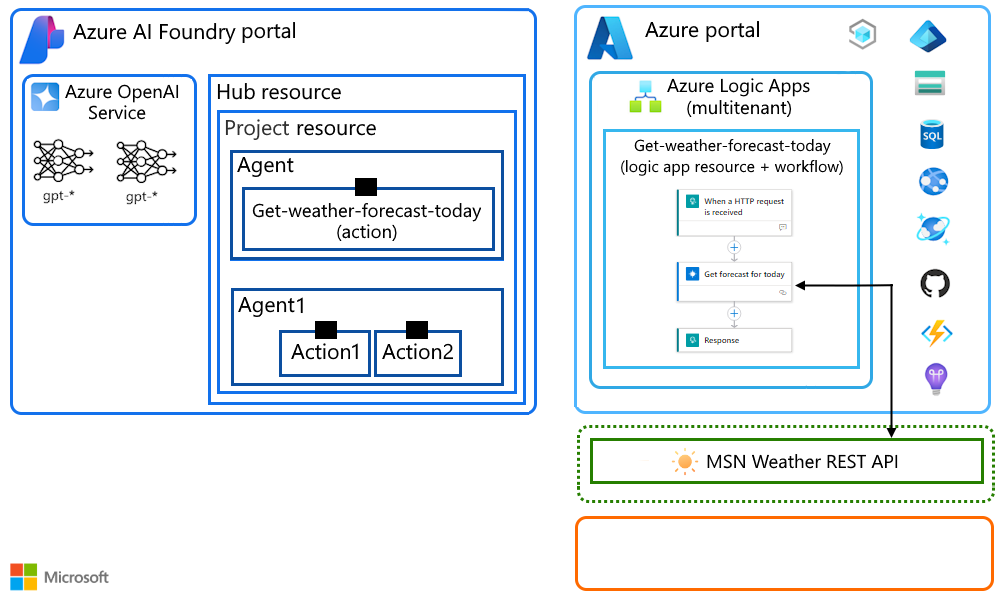 Azure AI Foundry portal
Azure OpenAI
Service
gpt-*
gpt-*
Hub resource
Project resource
Agent
Get-weather-forecast-today
(action)
Agent1
Action1
Action2
Microsoft
Azure portal
Azure Logic Apps
(multitenant)
Get-weather-forecast-today
(logic app resource + workflow)
When a HTTP request
is received
Get forecast for today
Response
SQL
MSN Weather REST API